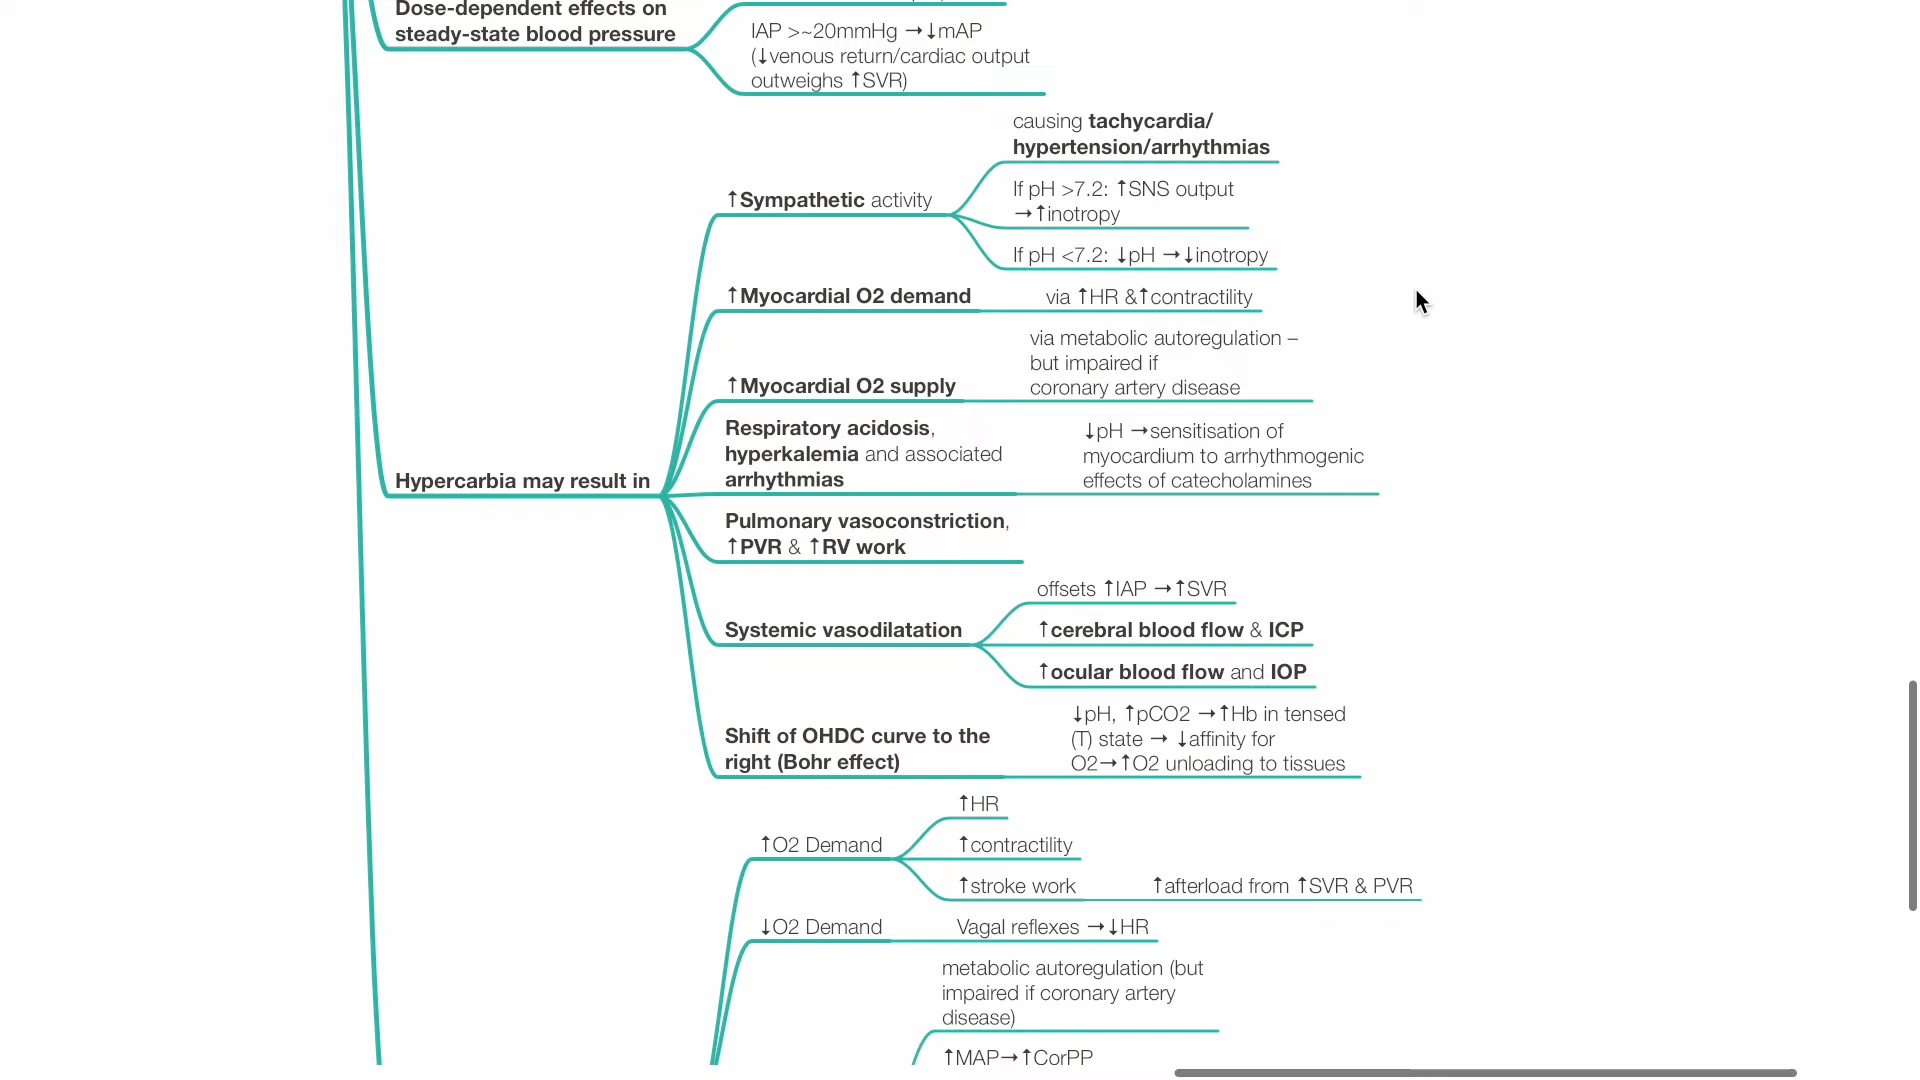 Dose-dependent effects on
steady-state blood pressure
IAP >~20mmHg →↓mAP
(↓venous return/cardiac output
outweighs ↑SVR)
Hypercarbia may result in
↑Sympathetic activity
causing tachycardia/
hypertension/arrhythmias
If pH >7.2: ↑SNS output
→↑inotropy
If pH <7.2: ↓pH →↓inotropy
↑Myocardial O2 demand
via ↑HR &↑contractility
↑Myocardial O2 supply
via metabolic autoregulation –
but impaired if
coronary artery disease
Respiratory acidosis,
hyperkalemia and associated
arrhythmias
↓pH →sensitisation of
myocardium to arrhythmogenic
effects of catecholamines
Pulmonary vasoconstriction,
↑PVR & ↑RV work
Systemic vasodilatation
offsets ↑IAP →↑SVR
↑cerebral blood flow & ICP
↑ocular blood flow and IOP
Shift of OHDC curve to the
right (Bohr effect)
↓pH, ↑pCO2 →↑Hb in tensed
(T) state → ↓affinity for
O2→↑O2 unloading to tissues
↑O2 Demand
↑HR
↑contractility
↑stroke work
↑afterload from ↑SVR & PVR
↓O2 Demand
Vagal reflexes →↓HR
metabolic autoregulation (but
impaired if coronary artery
disease)
↑MAP→↑CorPP